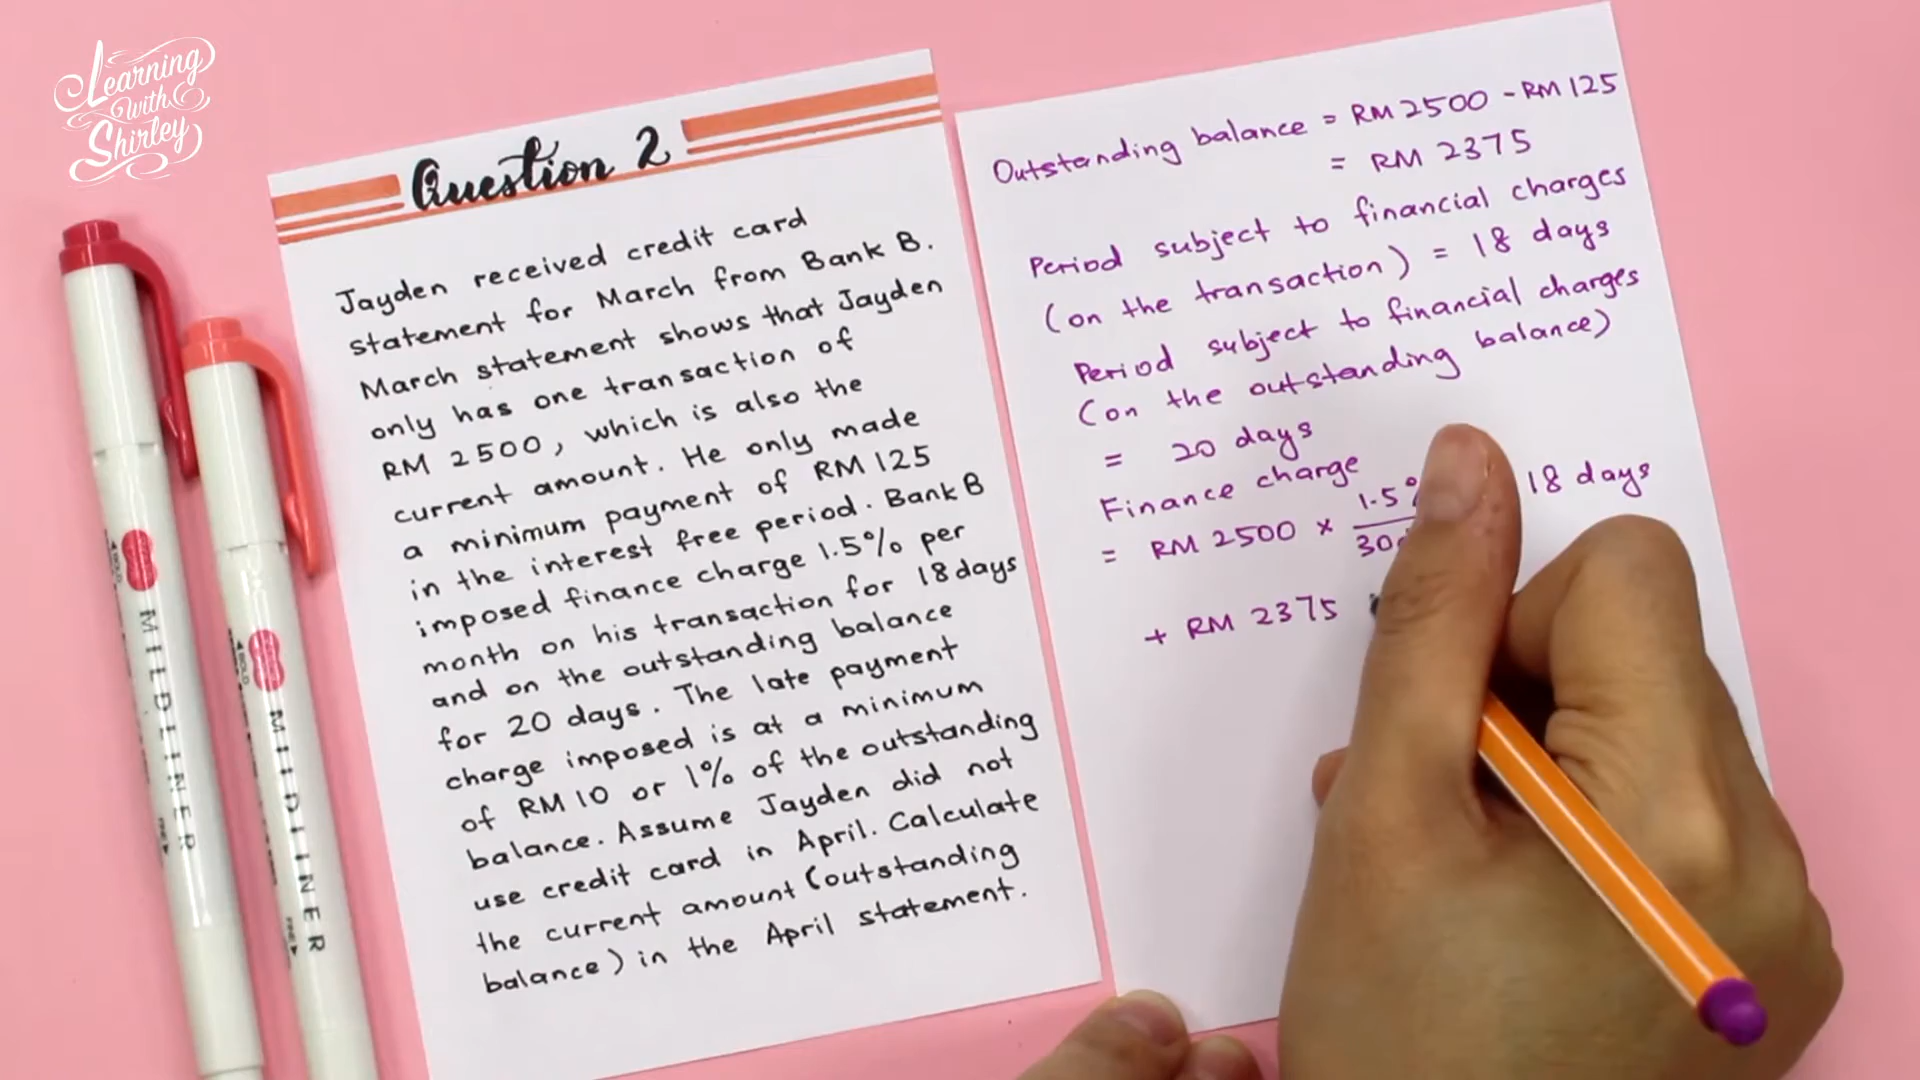 Learning
With
Shirley
Question 2
Jayden received credit card
statement for March from Bank B.
March statement shows that Jayden
only has one transaction of
RM 2500, which is also the
current amount. He only made
a minimum payment of RM 125
in the interest free period. Bank B
imposed finance charge 1.5% per
month on his transaction for 18 days
and on the outstanding balance
for 20 days. The late payment
charge imposed is at a minimum
of RM 10 or 1% of the outstanding
balance. Assume Jayden did not
use credit card in April. Calculate
the current amount (outstanding
balance) in the April statement.
Outstanding balance = RM 2500 - RM 125
= RM 2375
Period subject to financial charges
(on the transaction) = 18 days
Period subject to financial charges
(on the outstanding balance)
= 20 days
Finance charge
= RM 2500 × 1.5% / 30 18 days
+ RM 2375
MILDLINER
MILDLINER